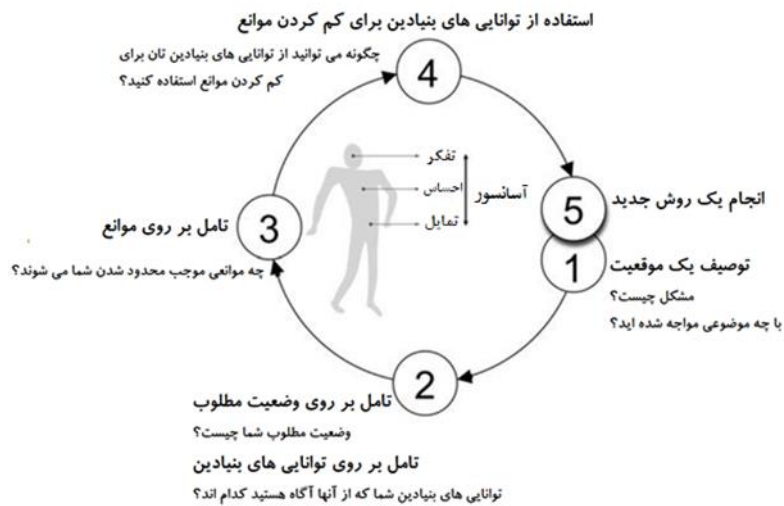 استفاده از توانایی های بنیادین برای کم کردن موانع
چگونه می توانید از توانایی های بنیادین تان برای
کم کردن موانع استفاده کنید؟
4
تفکر
احساس
تمایل
آسانسور
5
انجام یک روش جدید
1
توصیف یک موقعیت
مشکل چیست؟
با چه موضوعی مواجه شده اید؟
2
تامل بر روی وضعیت مطلوب
وضعیت مطلوب شما چیست؟
تامل بر روی توانایی های بنیادین
توانایی های بنیادین شما که از آنها آگاه هستید کدام اند؟
3
تامل بر روی موانع
چه موانعی موجب محدود شدن شما می شوند؟